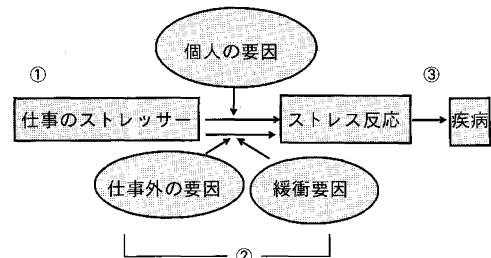 個人の要因
① ③
仕事のストレッサー ストレス反応 疾病
仕事外の要因 緩衝要因
②